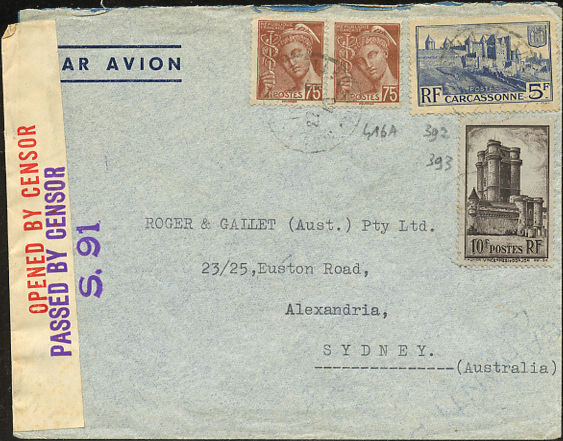 PAR AVION
75 POSTES
POSTES 75
RF 5F
CARCASSONNE
416A
392
393
10F POSTES RF
OPENED BY CENSOR
PASSED BY CENSOR
S. 91
ROGER & GALLET (Aust.) Pty Ltd.
23/25,Euston Road,
Alexandria,
SYDNEY.
(Australia)